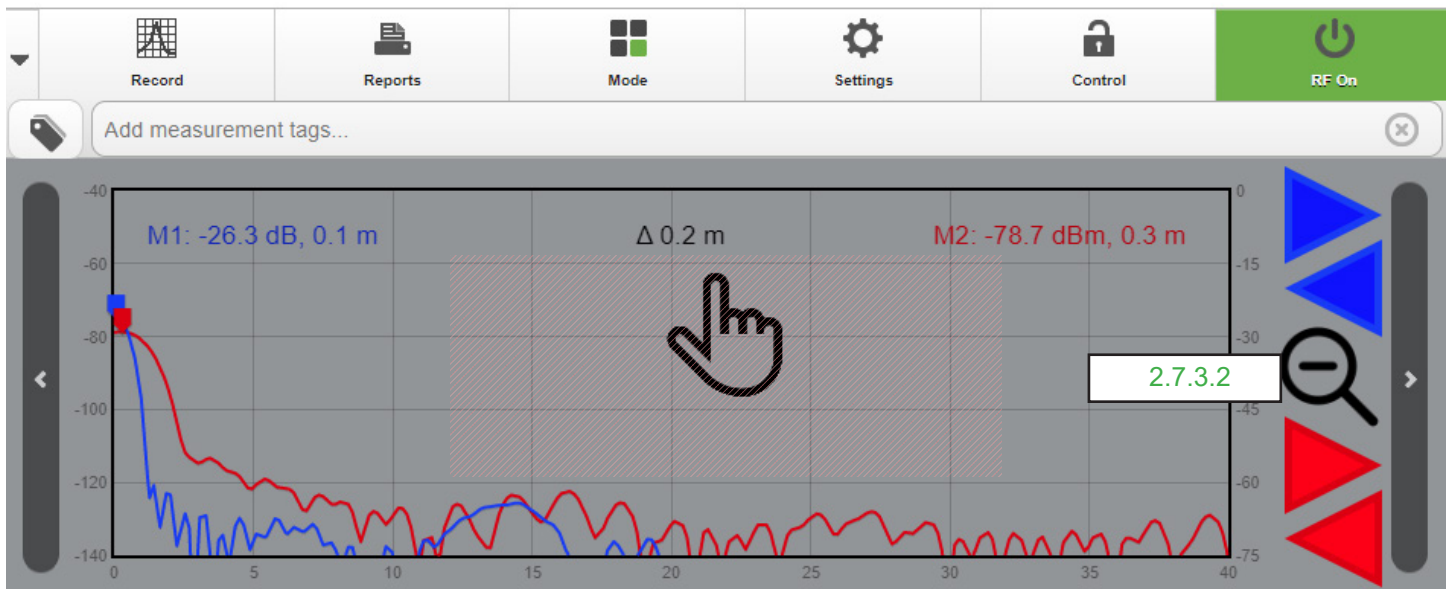 Record Reports Mode Settings Control RF On
Add measurement tags...
-40 0
M1: -26.3 dB, 0.1 m Δ 0.2 m M2: -78.7 dBm, 0.3 m
-60 -15
-80 -30
2.7.3.2
-100 -45
-120 -60
-140 -75
0 5 10 15 20 25 30 35 40